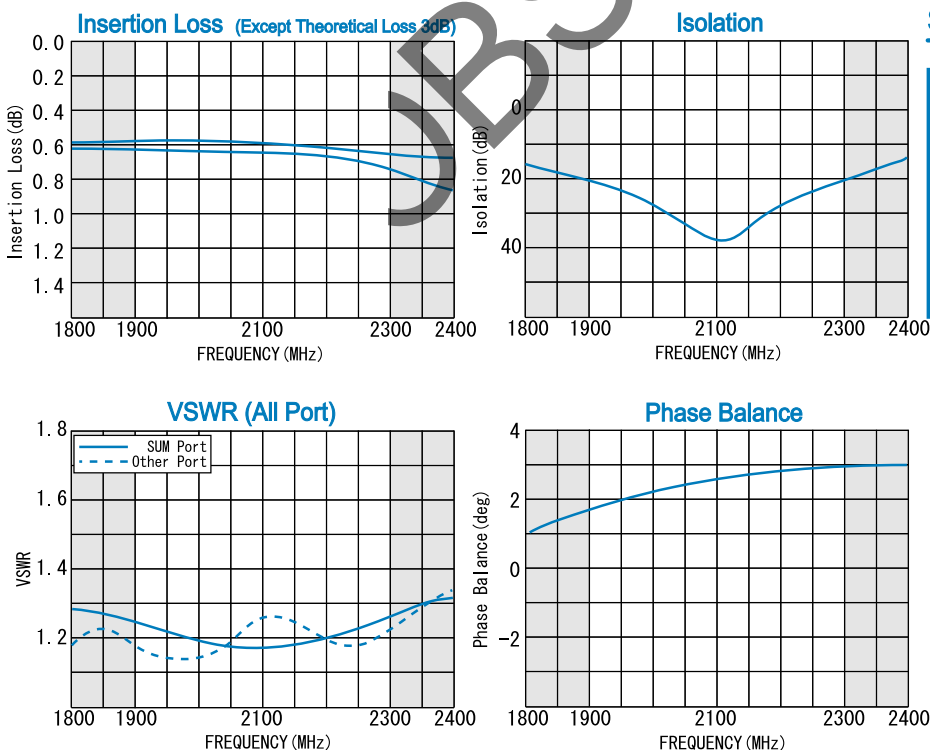 Insertion Loss (Except Theoretical Loss 3dB)
0.0
0.2
0.4
0.6
0.8
1.0
1.2
1.4
Insertion Loss(dB)
1800 1900 2100 2300 2400
FREQUENCY(MHz)
Isolation
0
20
40
Isolation(dB)
1800 1900 2100 2300 2400
FREQUENCY(MHz)
VSWR (All Port)
SUM Port
Other Port
1.8
1.6
1.4
1.2
VSWR
1800 1900 2100 2300 2400
FREQUENCY(MHz)
Phase Balance
4
2
0
-2
Phase Balance(deg)
1800 1900 2100 2300 2400
FREQUENCY(MHz)